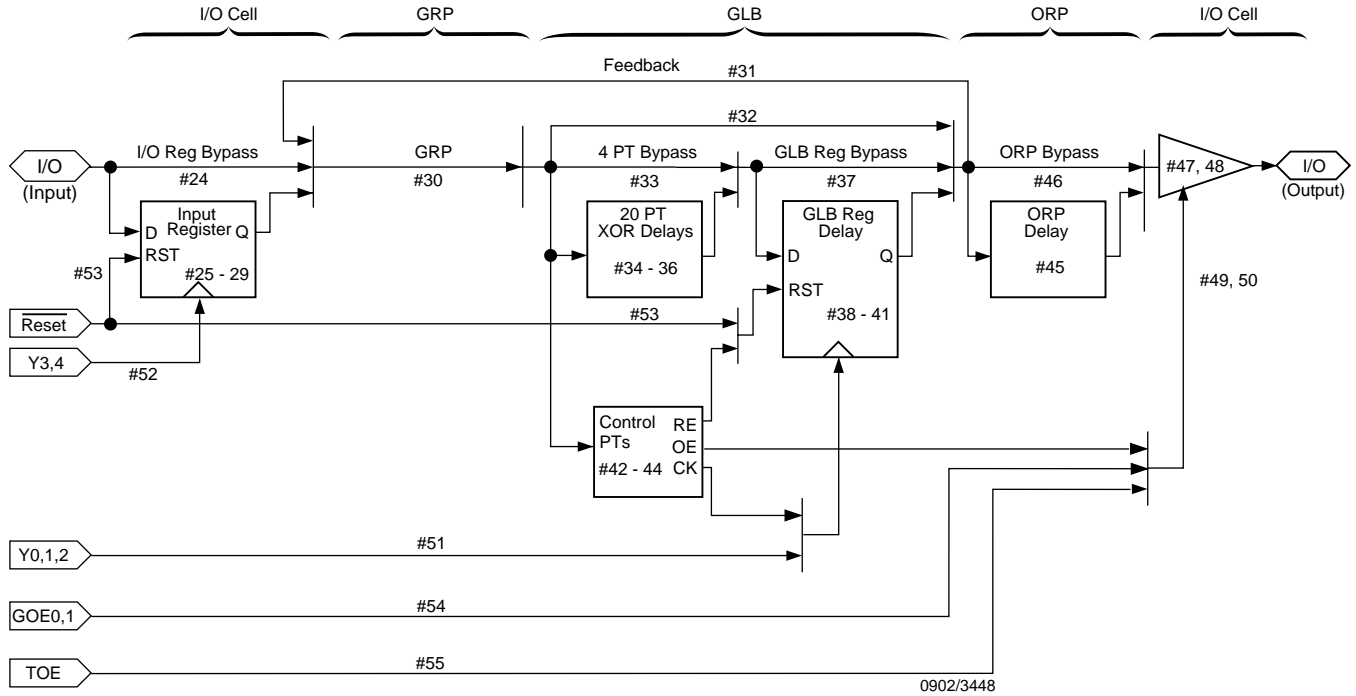 I/O Cell
GRP
GLB
ORP
I/O Cell
Feedback
#31
#32
I/O
(Input)
I/O Reg Bypass
#24
GRP
#30
4 PT Bypass
#33
GLB Reg Bypass
#37
ORP Bypass
#46
#47, 48
I/O
(Output)
Input
Register
D
Q
RST
#25 - 29
20 PT
XOR Delays
#34 - 36
GLB Reg
Delay
D
Q
RST
#38 - 41
ORP
Delay
#45
#53
#49, 50
Reset
#53
Y3,4
#52
Control
PTs
#42 - 44
RE
OE
CK
Y0,1,2
#51
GOE0,1
#54
TOE
#55
0902/3448